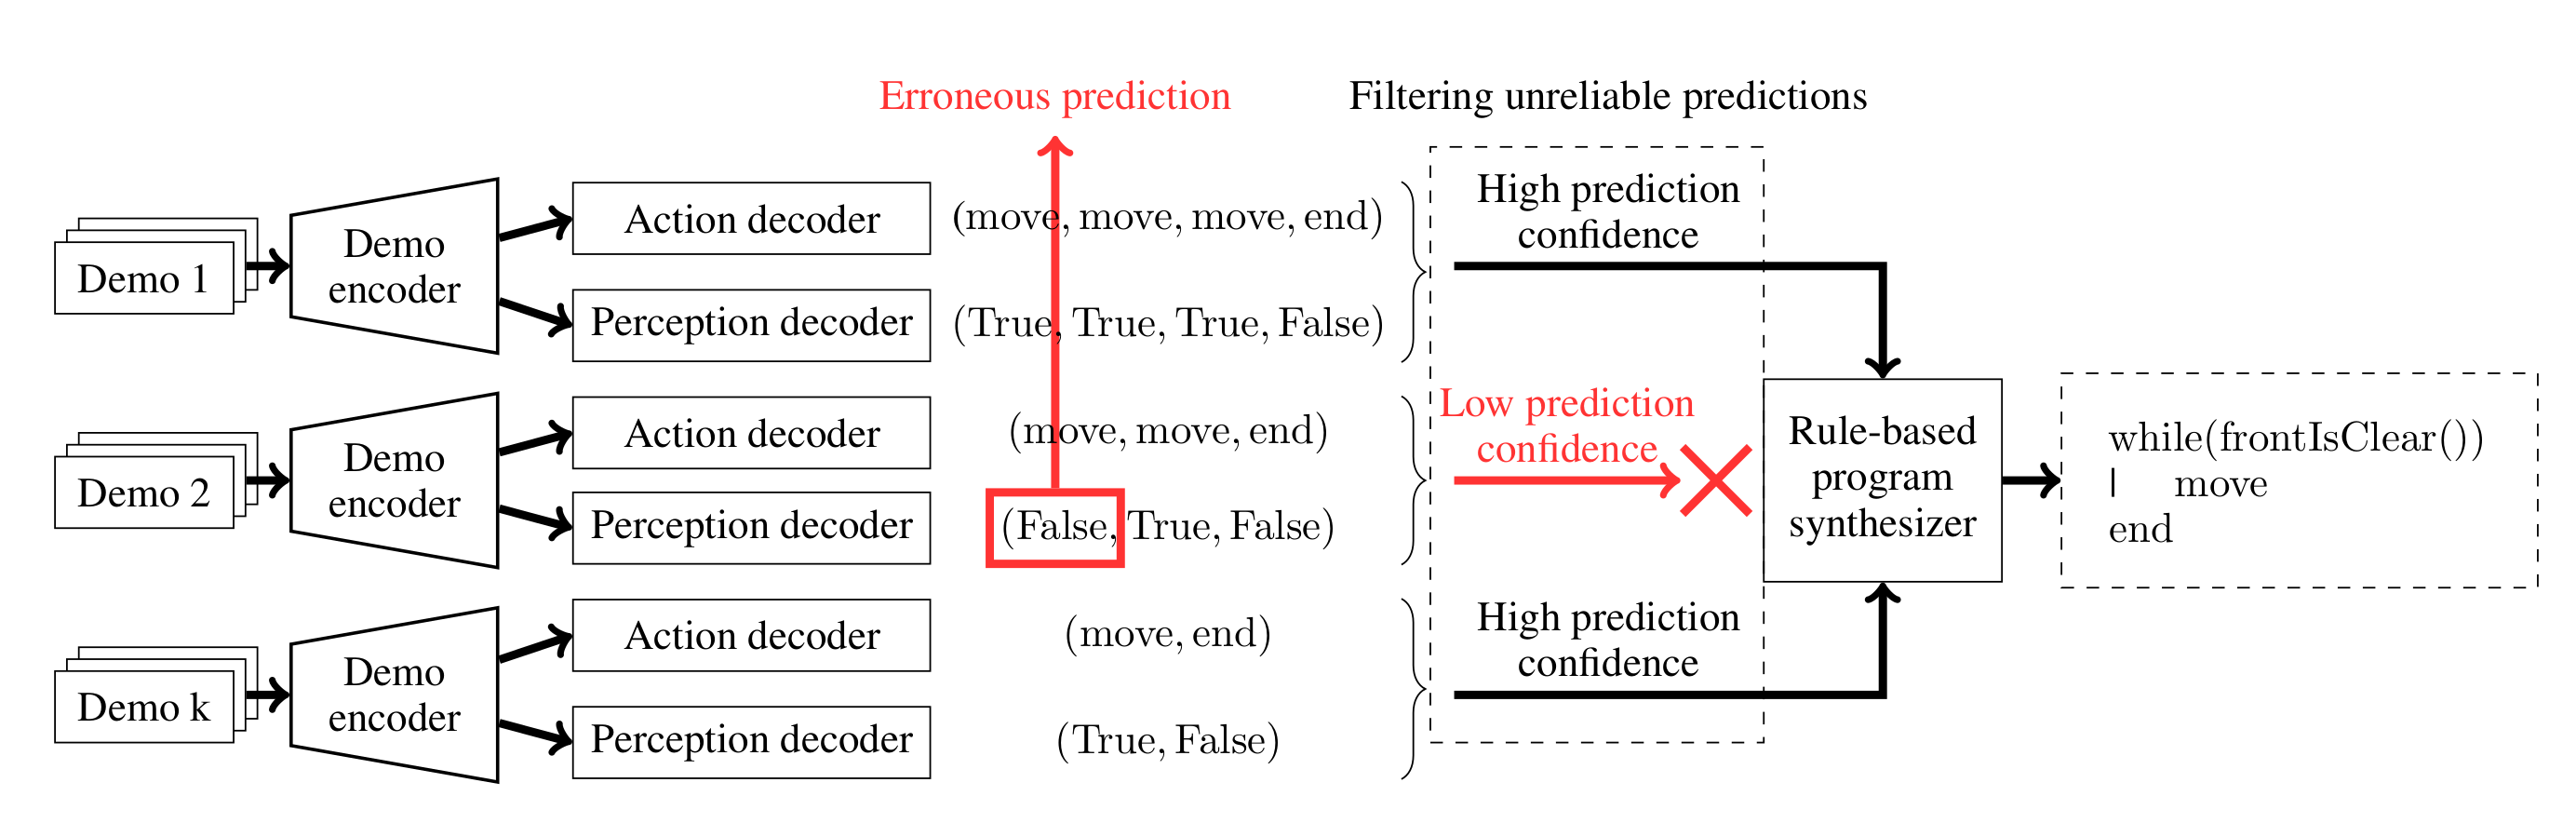 Erroneous prediction
Filtering unreliable predictions
Demo 1
Demo
encoder
Action decoder
Perception decoder
(move, move, move, end)
(True, True, True, False)
High prediction
confidence
Demo 2
Demo
encoder
Action decoder
Perception decoder
(move, move, end)
(False, True, False)
Low prediction
confidence
Demo k
Demo
encoder
Action decoder
Perception decoder
(move, end)
(True, False)
High prediction
confidence
Rule-based
program
synthesizer
while(frontIsClear())
move
end